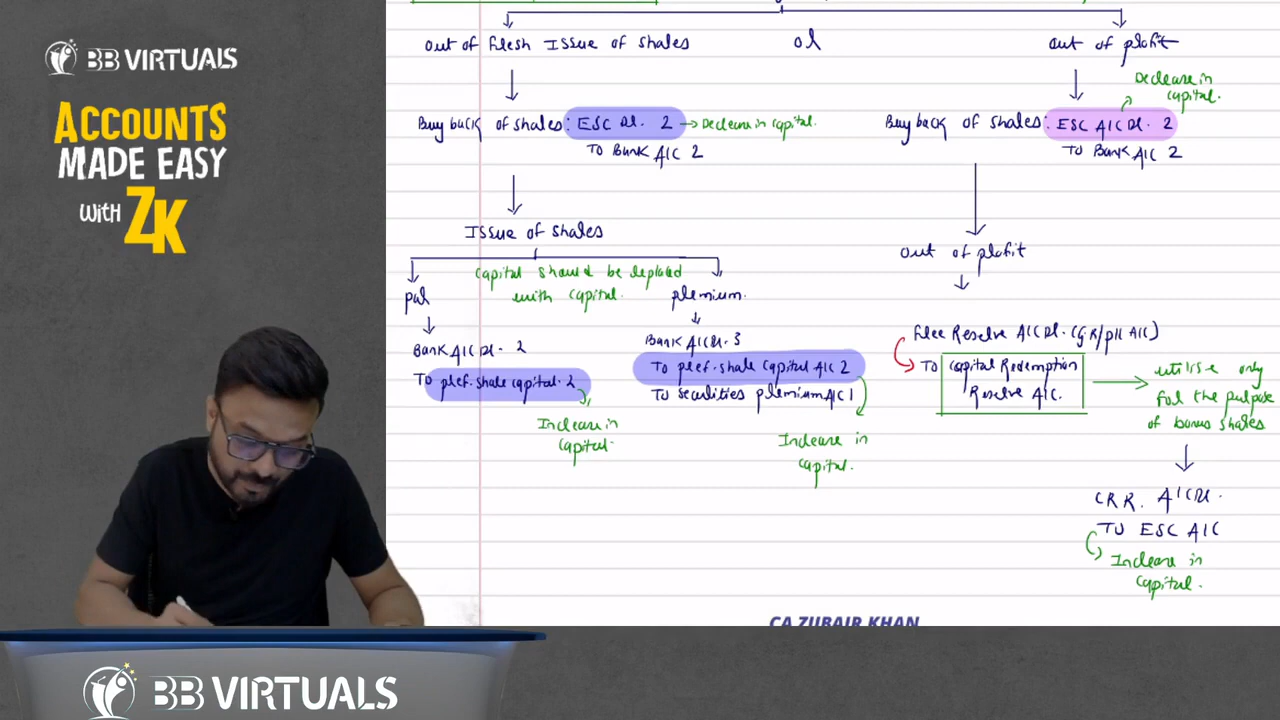 BB VIRTUALS
ACCOUNTS
MADE EASY
WITH ZK
Out of fresh Issue of shares
or
out of profit
Decrease in
capital.
Buy back of shares: ESC Dr. 2 → Decrease in capital.
To Bank A/C 2
Buy back of shares: ESC A/C Dr. 2
To Bank A/C 2
Issue of shares
capital should be replaced
with capital.
par
premium.
Bank A/C Dr. 2
To pref. share capital. 2
Increase in
capital.
Bank A/C Dr. 3
To pref. share capital A/C 2
To securities premium A/C 1
Increase in
capital.
Out of profit
Free Reserve A/C Dr. (GR/P/L A/C)
To capital Redemption
Reserve A/C.
utilise only
for the purpose
of bonus shares
CRR. A/C Dr.
To ESC A/C
Increase in
capital.
CA ZUBAIR KHAN
BB VIRTUALS